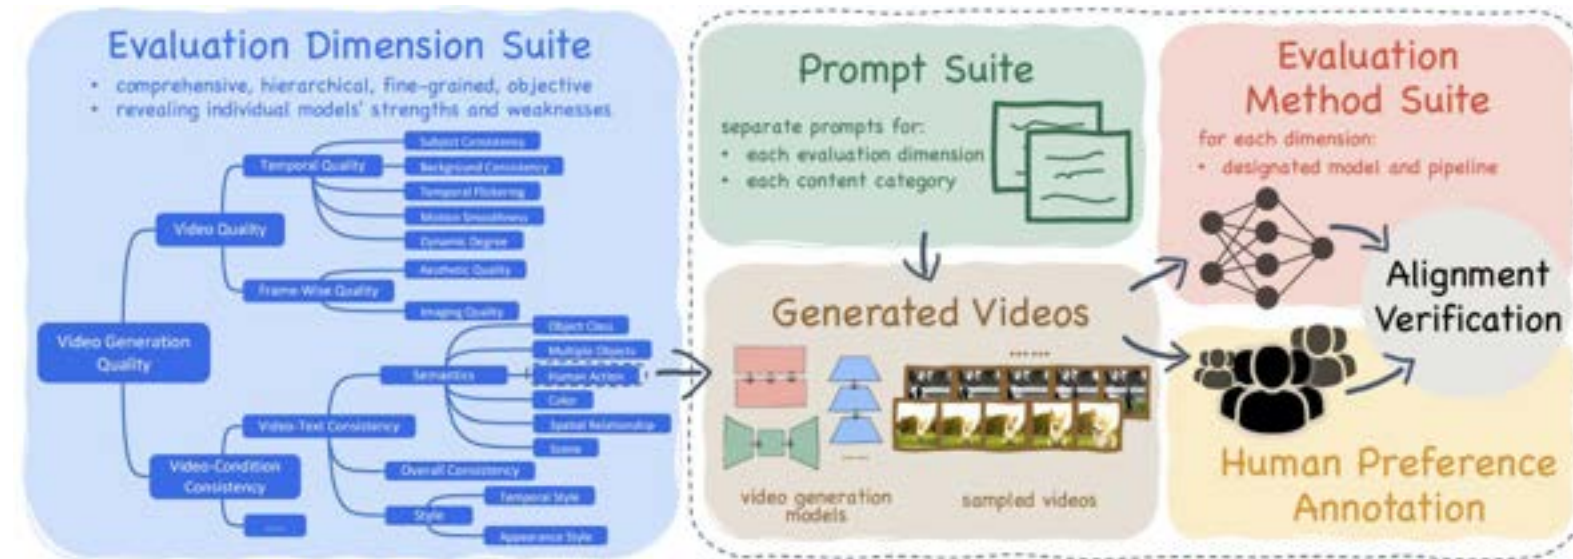 Evaluation Dimension Suite
• comprehensive, hierarchical, fine-grained, objective
• revealing individual models' strengths and weaknesses
Video Generation
Quality
Video Quality
Temporal Quality
Subject Consistency
Background Consistency
Temporal Flickering
Motion Smoothness
Dynamic Degree
Frame-Wise Quality
Aesthetic Quality
Imaging Quality
Video-Condition
Consistency
Video-Text Consistency
Semantics
Object Class
Multiple Objects
Human Action
Color
Spatial Relationship
Scene
Overall Consistency
Style
Temporal Style
Appearance Style
......
Prompt Suite
separate prompts for:
• each evaluation dimension
• each content category
Generated Videos
......
......
video generation
models
sampled videos
Evaluation
Method Suite
for each dimension:
• designated model and pipeline
Alignment
Verification
Human Preference
Annotation